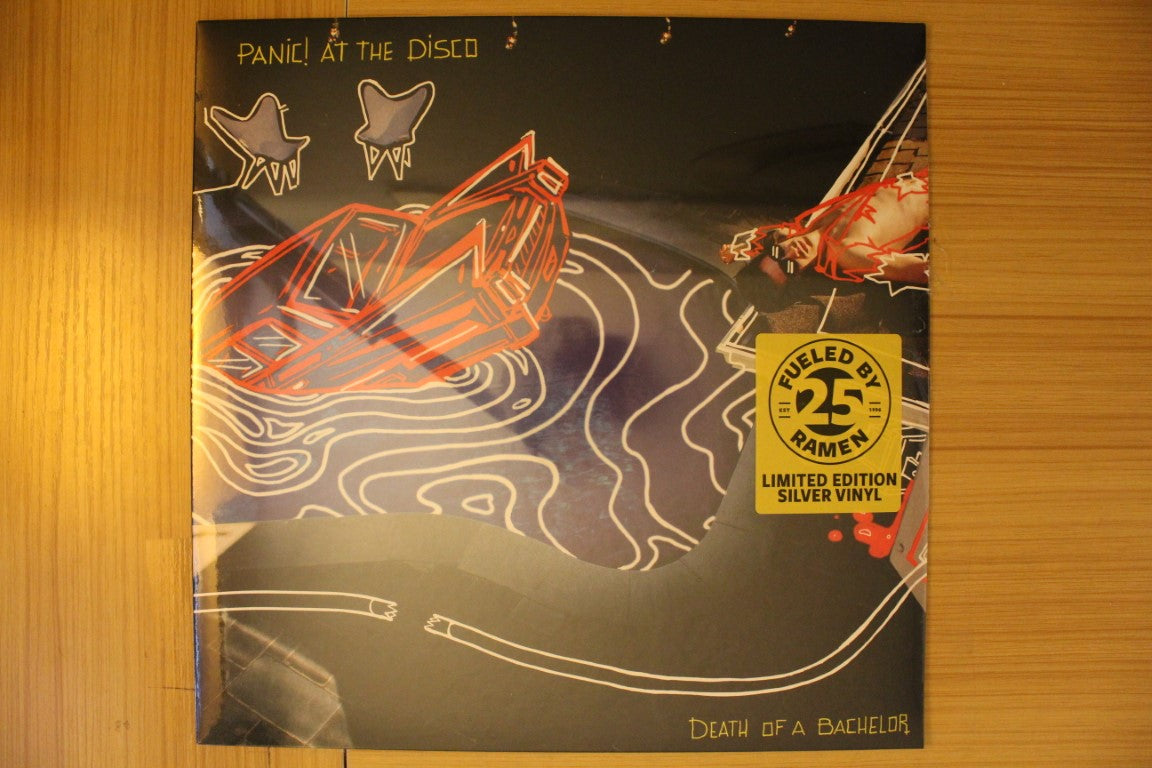 PANIC! AT THE DISCO
FUELED BY
25
EST 1996
RAMEN
LIMITED EDITION
SILVER VINYL
DEATH OF A BACHELOR